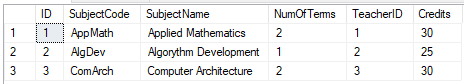 ID SubjectCode SubjectName NumOfTerms TeacherID Credits
1 1 AppMath Applied Mathematics 2 1 30
2 2 AlgDev Algorythm Development 1 2 25
3 3 ComArch Computer Architecture 2 3 30